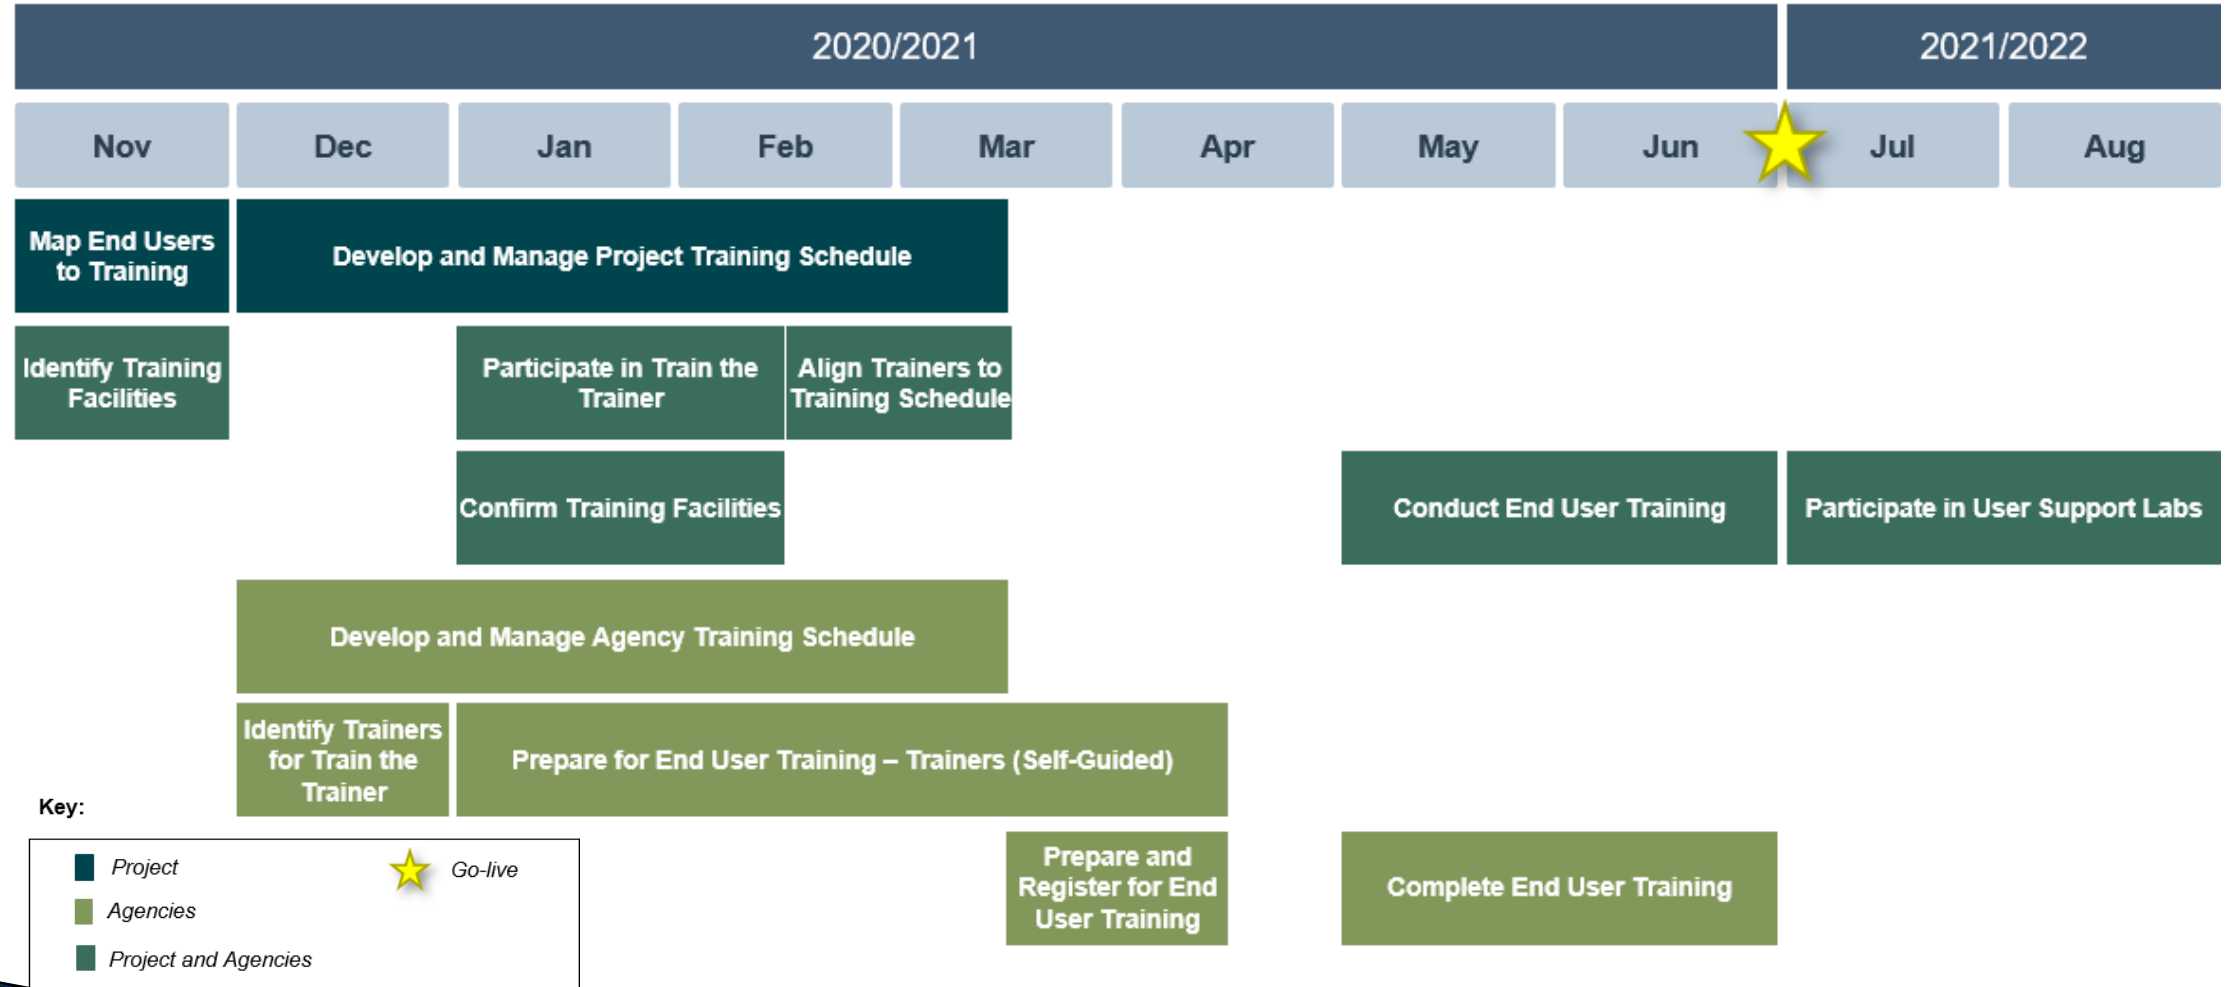 2020/2021
2021/2022
Nov
Dec
Jan
Feb
Mar
Apr
May
Jun
Jul
Aug
Map End Users
to Training
Develop and Manage Project Training Schedule
Identify Training
Facilities
Participate in Train the
Trainer
Align Trainers to
Training Schedule
Confirm Training Facilities
Conduct End User Training
Participate in User Support Labs
Develop and Manage Agency Training Schedule
Identify Trainers
for Train the
Trainer
Prepare for End User Training – Trainers (Self-Guided)
Prepare and
Register for End
User Training
Complete End User Training
Key:
Project
Go-live
Agencies
Project and Agencies